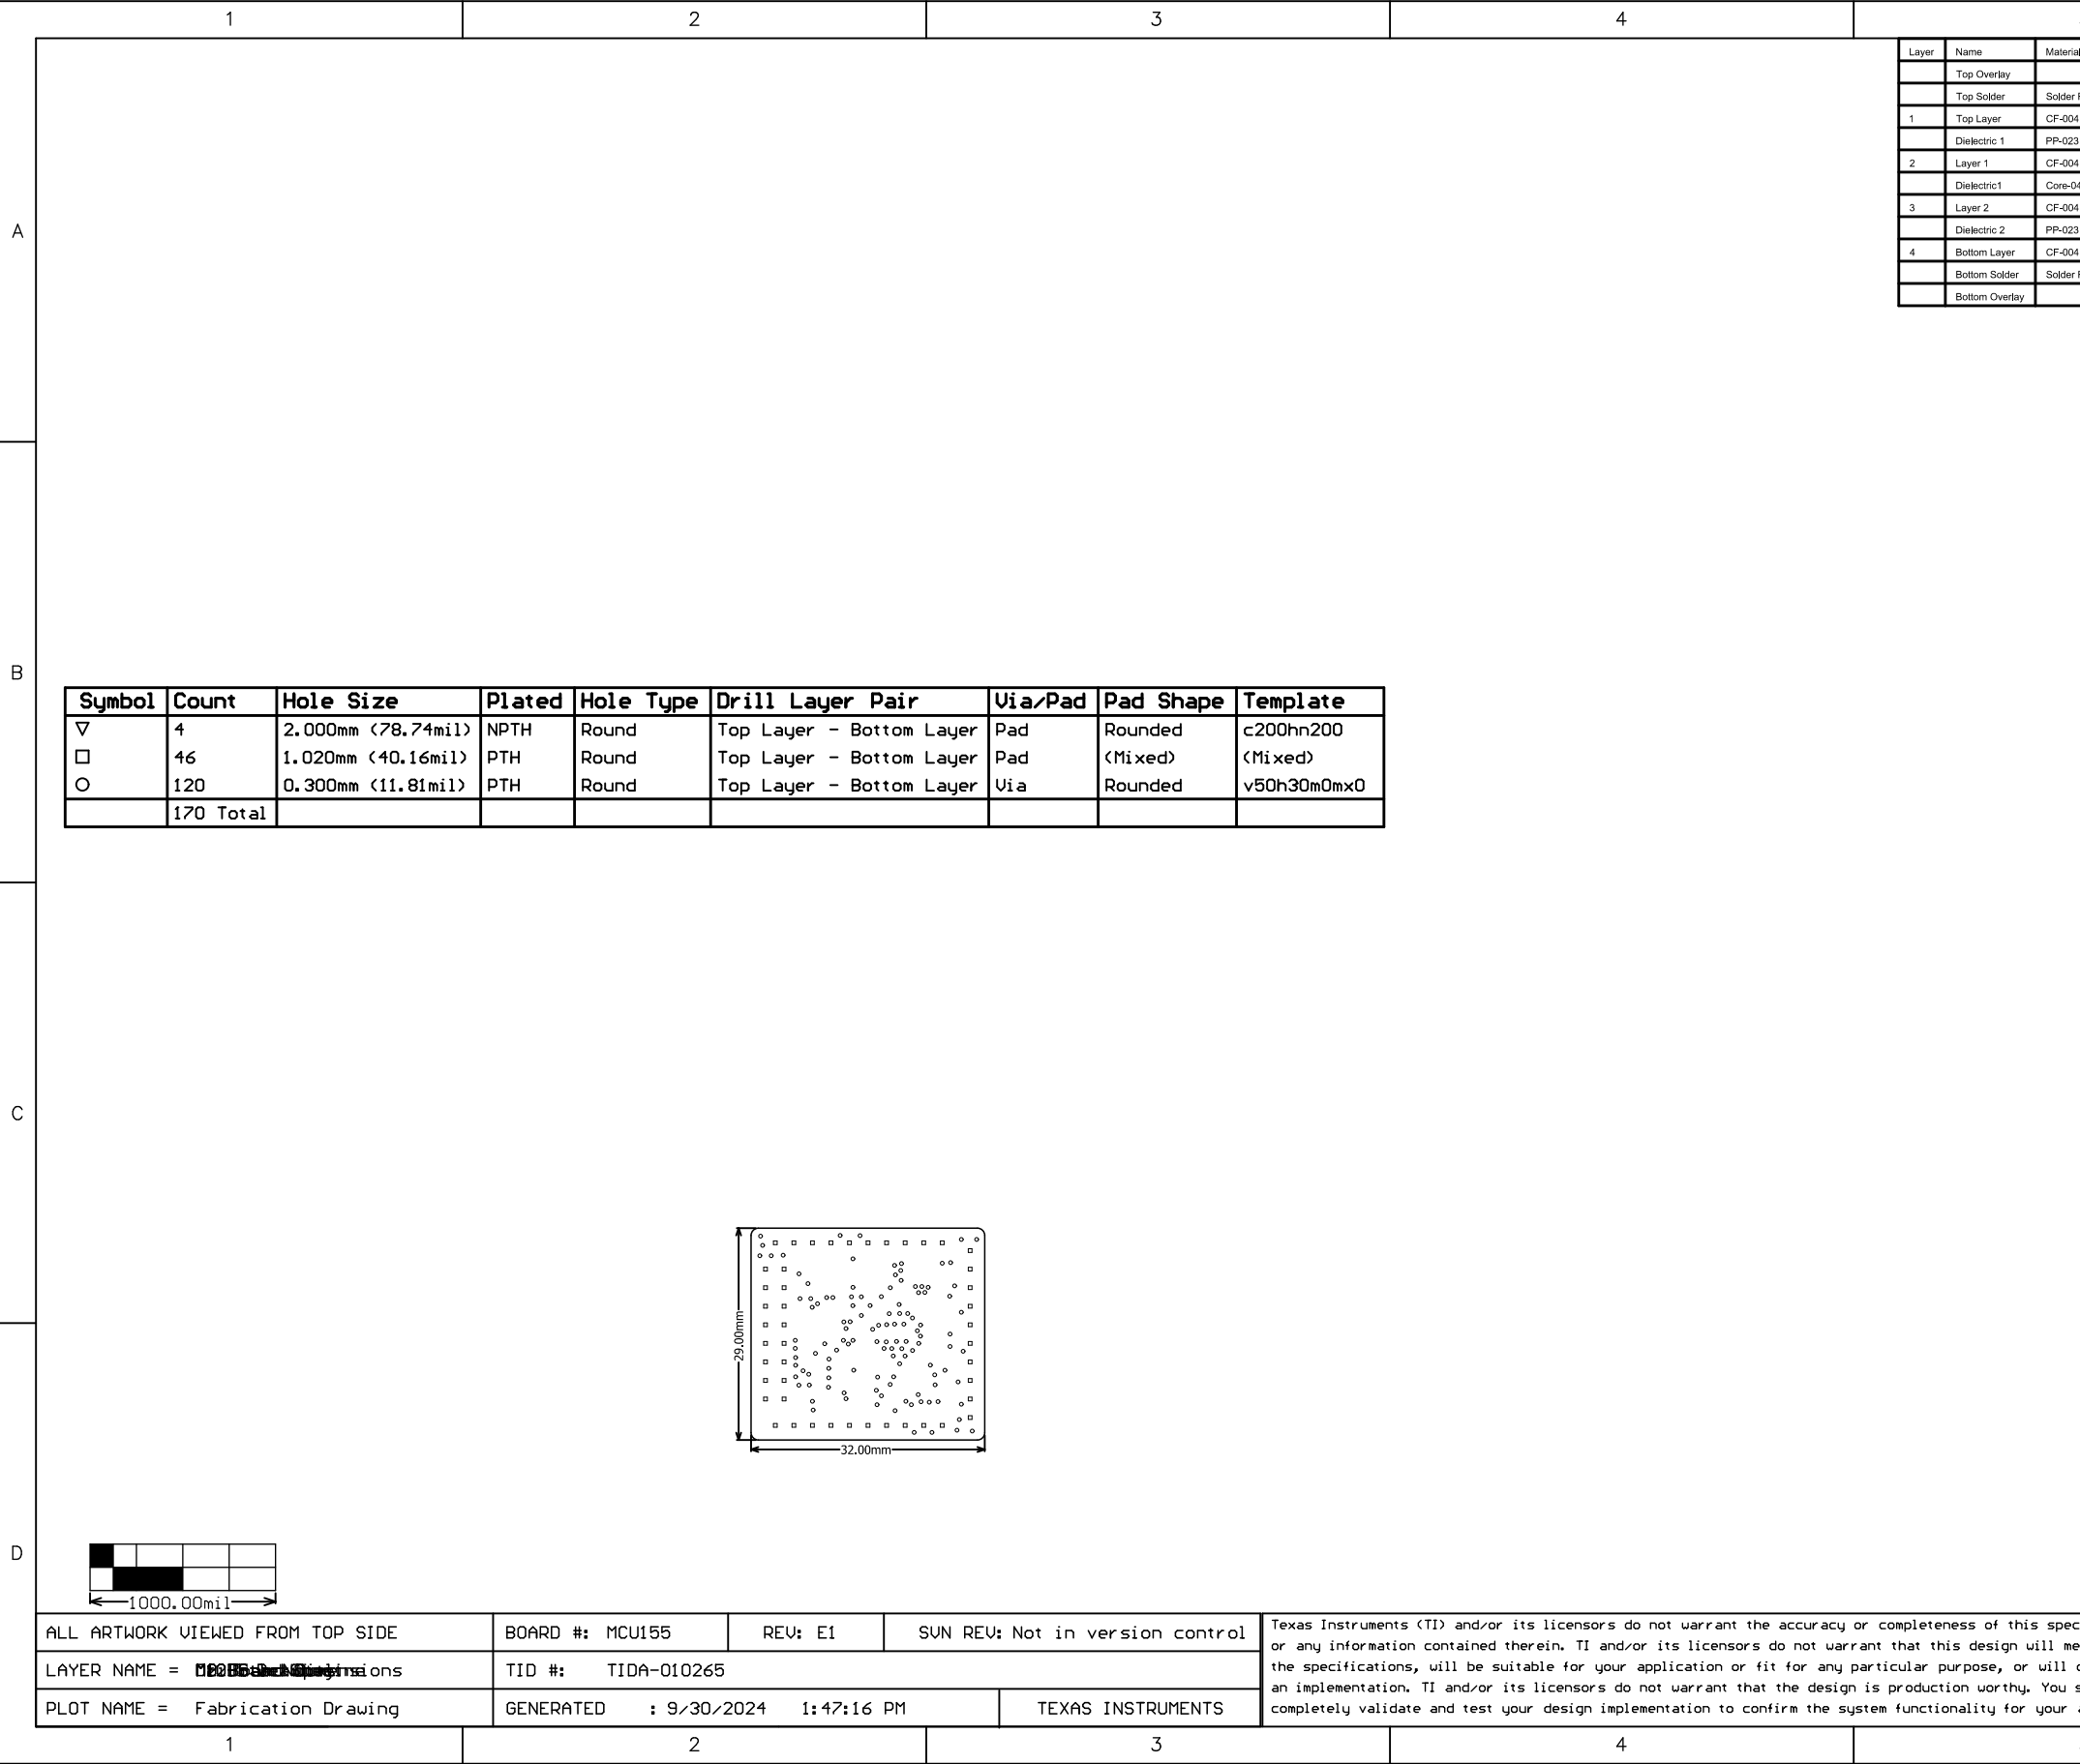 1 2 3 4
Layer Name
Top Overlay
Top Solder Solder
1 Top Layer CF-004
Dielectric 1 PP-023
2 Layer 1 CF-004
Dielectric1
3 Layer 2 CF-004
Dielectric 2 PP-023
4 Bottom Layer CF-004
Bottom Solder Solder
Bottom Overlay
A
B
Symbol Count Hole Size Plated Hole Type Drill Layer Pair Via/Pad Pad Shape Template
▽ 4 2.000mm (78.74mil) NPTH Round Top Layer - Bottom Layer Pad Rounded c200hn200
□ 46 1.020mm (40.16mil) PTH Round Top Layer - Bottom Layer Pad (Mixed) (Mixed)
○ 120 0.300mm (11.81mil) PTH Round Top Layer - Bottom Layer Via Rounded v50h30m0mx0
170 Total
C
29.00mm
32.00mm
D
1000.00mil
ALL ARTWORK VIEWED FROM TOP SIDE BOARD #: MCU155 REV: E1 SVN REV: Not in version control
LAYER NAME = TID #: TIDA-010265
PLOT NAME = Fabrication Drawing GENERATED : 9/30/2024 1:47:16 PM TEXAS INSTRUMENTS
Texas Instruments (TI) and/or its licensors do not warrant the accuracy or completeness of this
or any information contained therein. TI and/or its licensors do not warrant that this design will
the specifications, will be suitable for your application or fit for any particular purpose, or will
an implementation. TI and/or its licensors do not warrant that the design is production worthy. You
completely validate and test your design implementation to confirm the system functionality for your
1 2 3 4